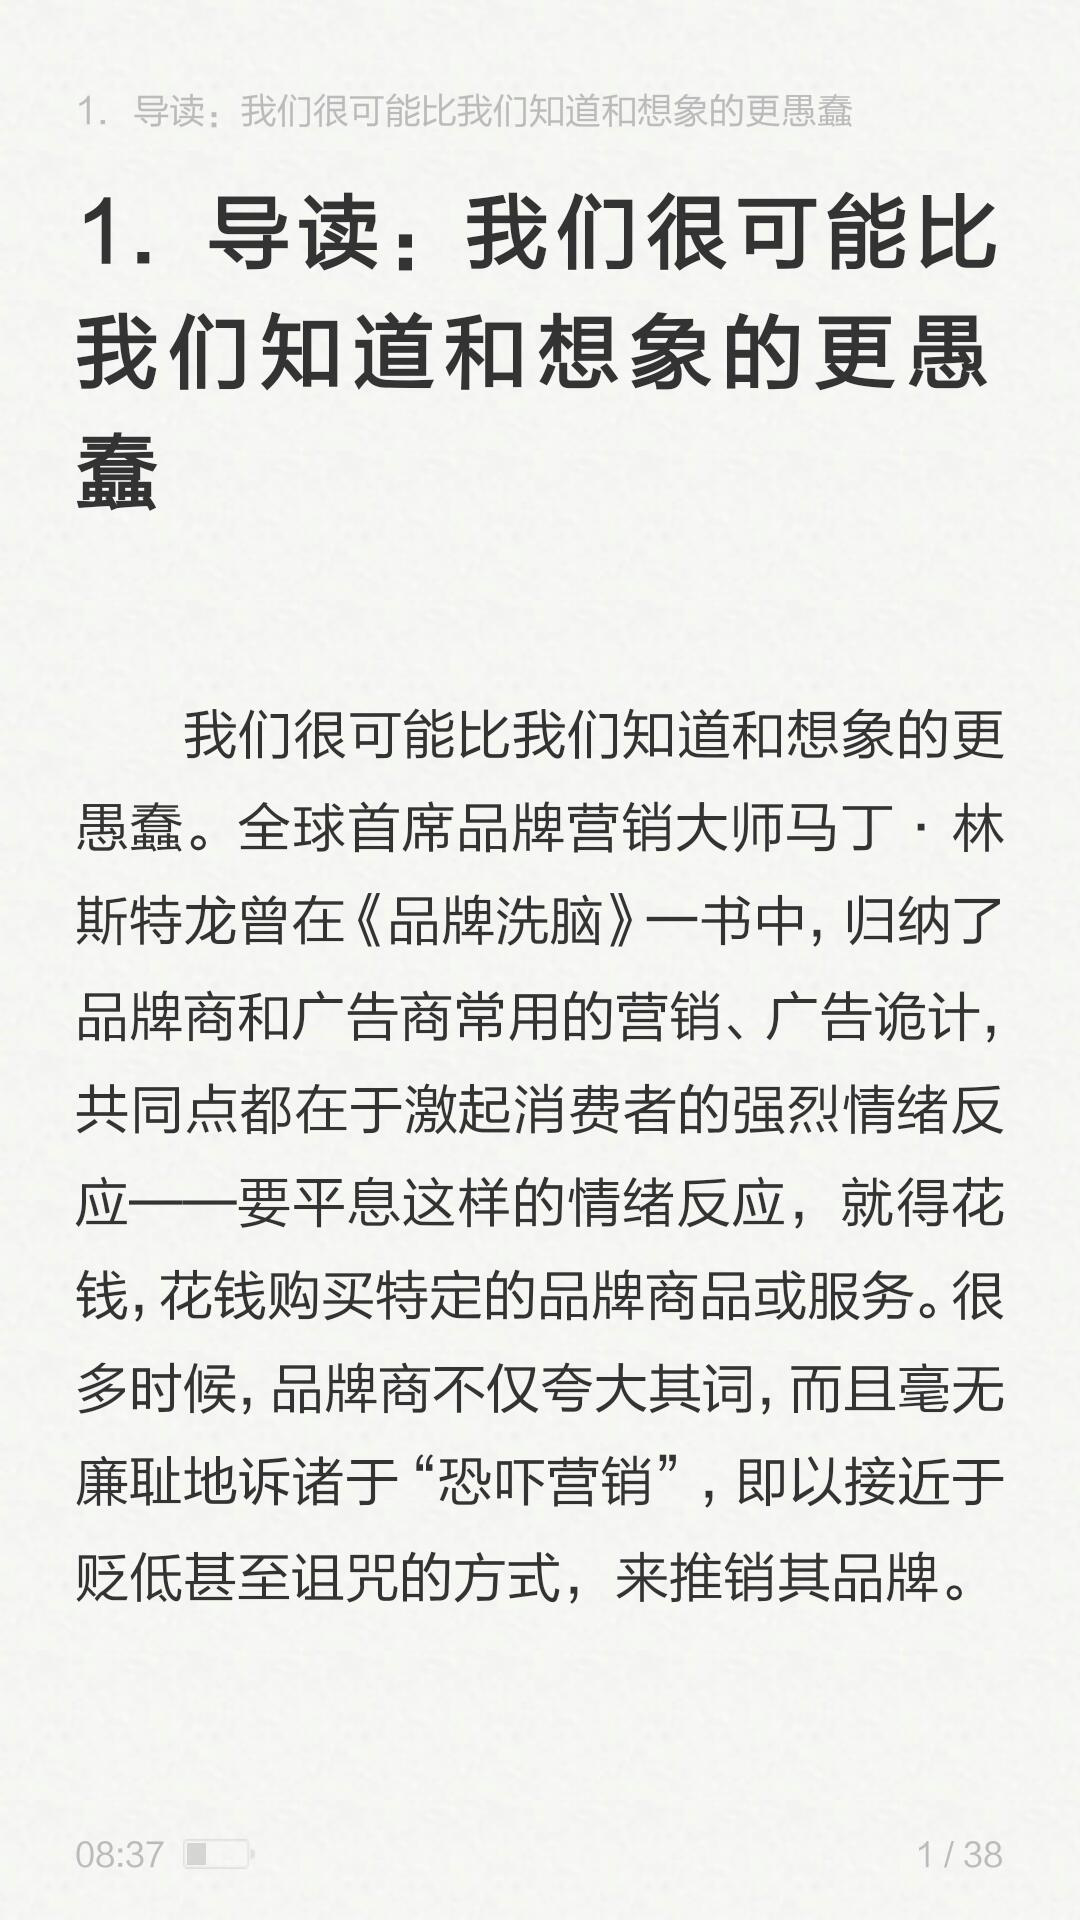 1. 导读：我们很可能比我们知道和想象的更愚蠢
1. 导读：我们很可能比
我们知道和想象的更愚
蠢
我们很可能比我们知道和想象的更
愚蠢。全球首席品牌营销大师马丁·林
斯特龙曾在《品牌洗脑》一书中，归纳了
品牌商和广告商常用的营销、广告诡计，
共同点都在于激起消费者的强烈情绪反
应——要平息这样的情绪反应，就得花
钱，花钱购买特定的品牌商品或服务。很
多时候，品牌商不仅夸大其词，而且毫无
廉耻地诉诸于“恐吓营销”，即以接近于
贬低甚至诅咒的方式，来推销其品牌。
08:37
1 / 38